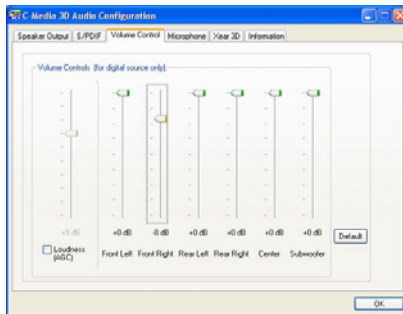 C-Media 3D Audio Configuration
Speaker Output S/PDIF Volume Control Microphone Xear 3D Information
Volume Controls (for digital source only)
+9 dB +0 dB -8 dB +0 dB +0 dB +0 dB +0 dB
Default
Loudness (AGC) Front Left Front Right Rear Left Rear Right Center Subwoofer
OK